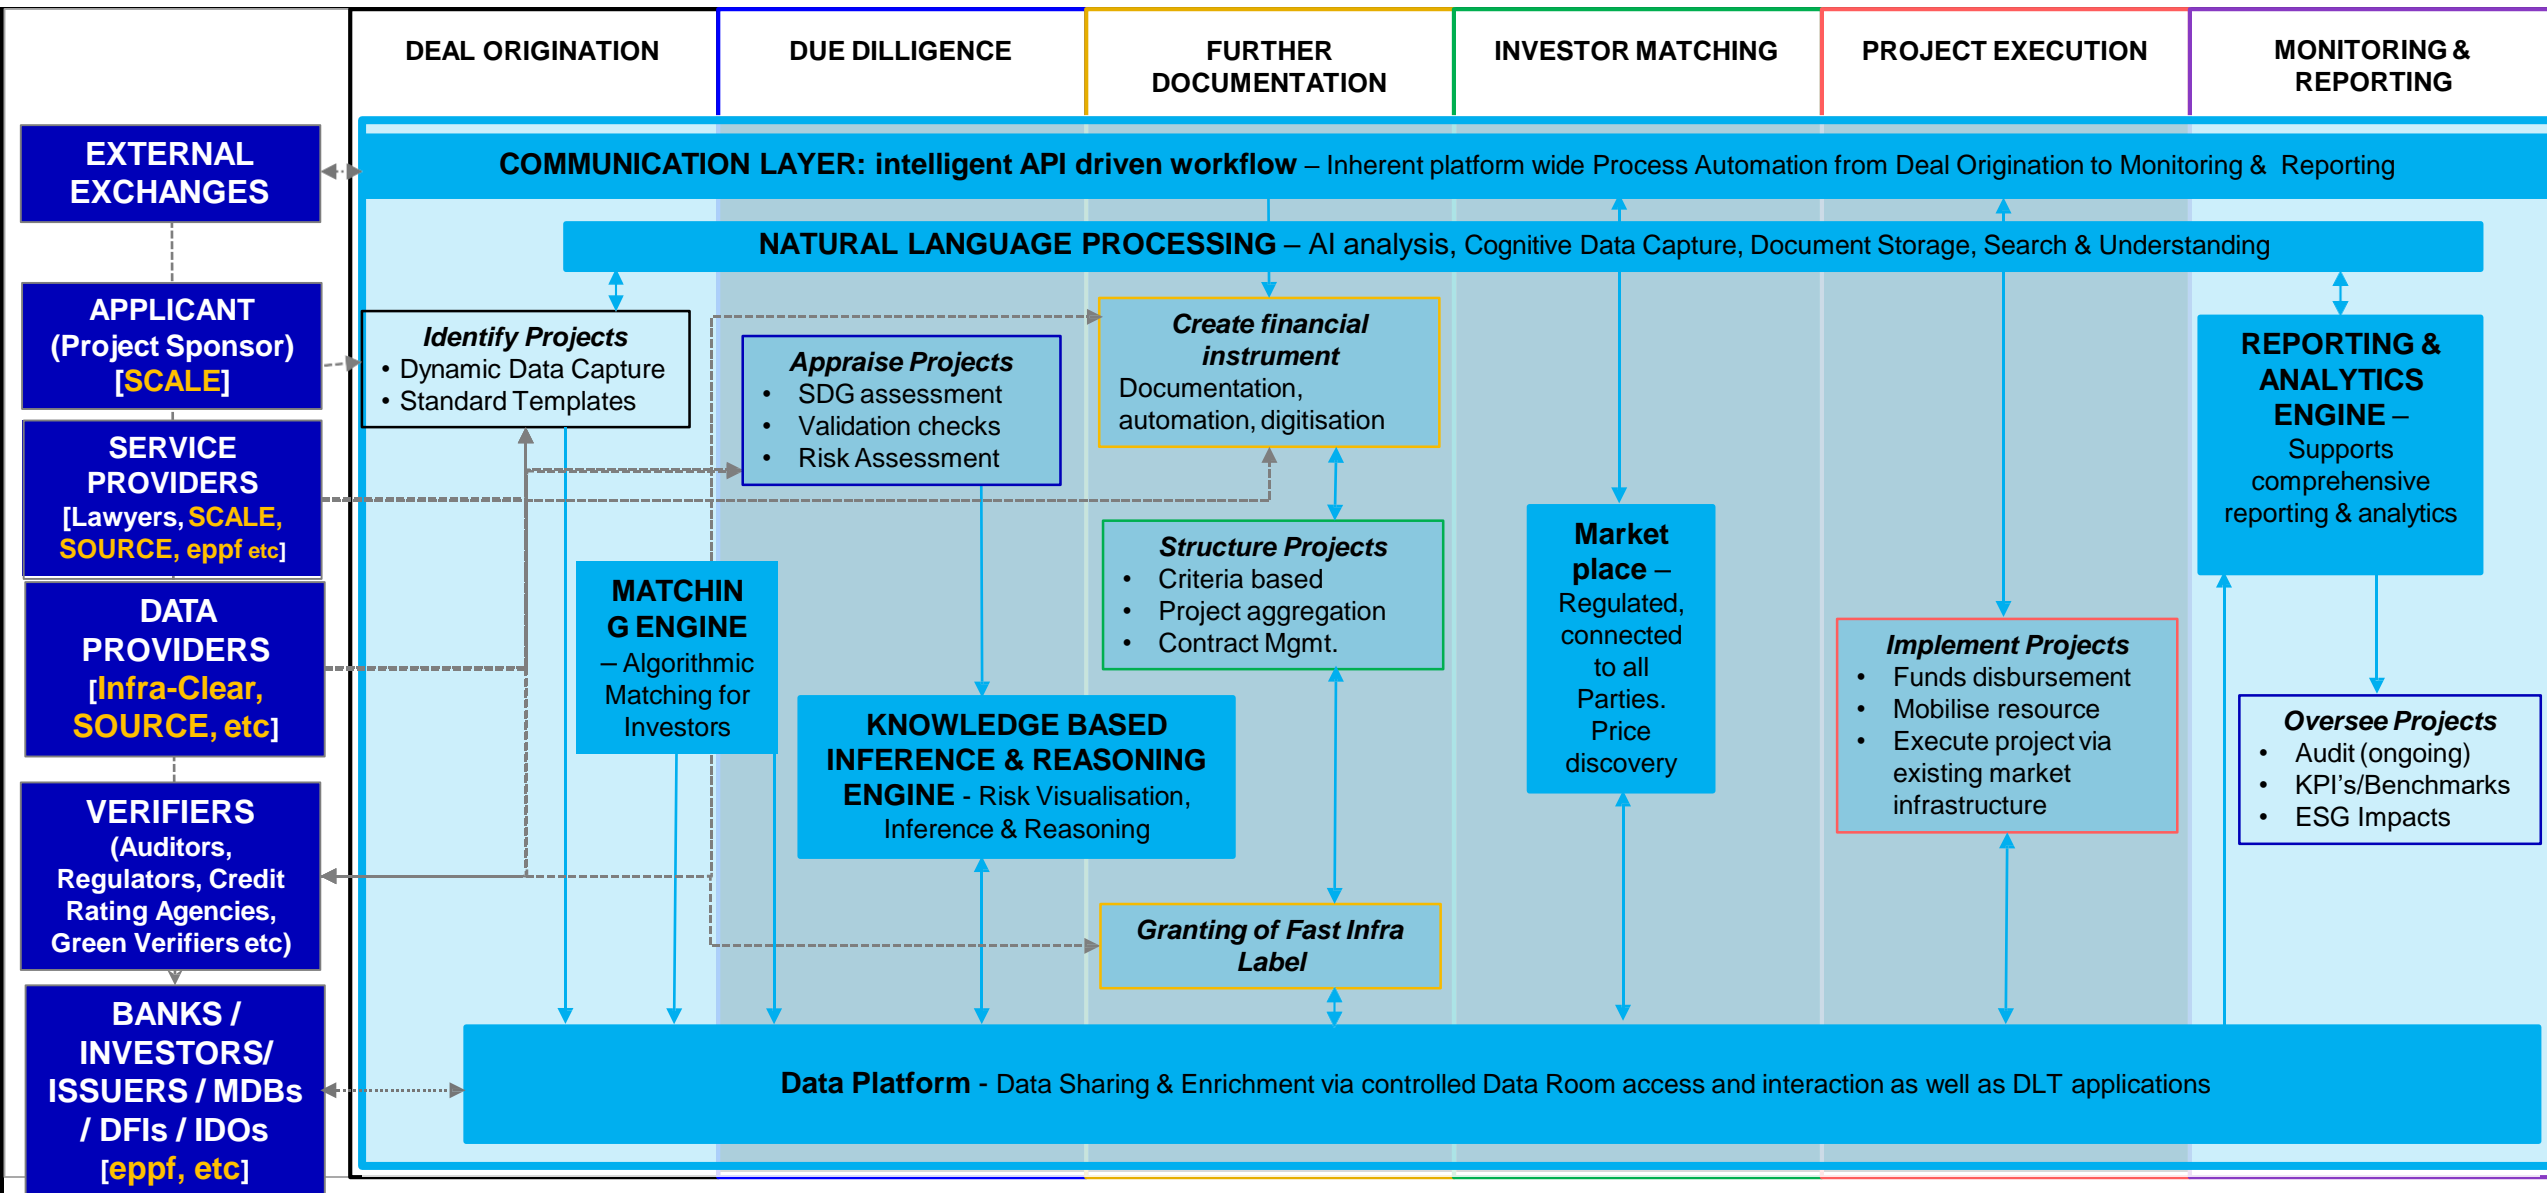 DEAL ORIGINATION
DUE DILLIGENCE
FURTHER
DOCUMENTATION
INVESTOR MATCHING
PROJECT EXECUTION
MONITORING &
REPORTING
EXTERNAL
EXCHANGES
APPLICANT
(Project Sponsor)
[SCALE]
SERVICE
PROVIDERS
[Lawyers, SCALE,
SOURCE, eppf etc]
DATA
PROVIDERS
[Infra-Clear,
SOURCE, etc]
VERIFIERS
(Auditors,
Regulators, Credit
Rating Agencies,
Green Verifiers etc)
BANKS /
INVESTORS/
ISSUERS / MDBs
/ DFIs / IDOs
[eppf, etc]
COMMUNICATION LAYER: intelligent API driven workflow – Inherent platform wide Process Automation from Deal Origination to Monitoring & Reporting
NATURAL LANGUAGE PROCESSING – AI analysis, Cognitive Data Capture, Document Storage, Search & Understanding
Identify Projects
• Dynamic Data Capture
• Standard Templates
MATCHIN
G ENGINE
– Algorithmic
Matching for
Investors
Appraise Projects
• SDG assessment
• Validation checks
• Risk Assessment
KNOWLEDGE BASED
INFERENCE & REASONING
ENGINE - Risk Visualisation,
Inference & Reasoning
Create financial
instrument
Documentation,
automation, digitisation
Structure Projects
• Criteria based
• Project aggregation
• Contract Mgmt.
Granting of Fast Infra
Label
Market
place –
Regulated,
connected
to all
Parties.
Price
discovery
Implement Projects
• Funds disbursement
• Mobilise resource
• Execute project via
existing market
infrastructure
REPORTING &
ANALYTICS
ENGINE –
Supports
comprehensive
reporting & analytics
Oversee Projects
• Audit (ongoing)
• KPI's/Benchmarks
• ESG Impacts
Data Platform - Data Sharing & Enrichment via controlled Data Room access and interaction as well as DLT applications